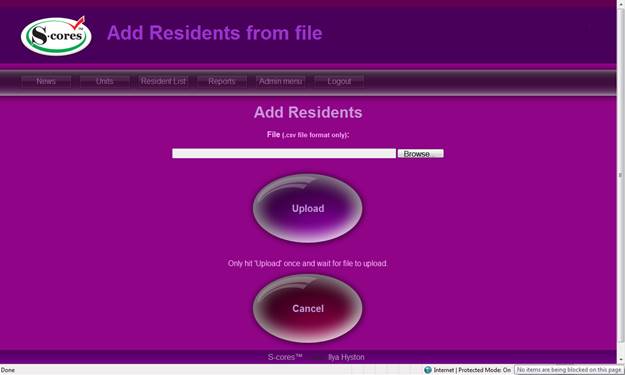 S-cores™
Add Residents from file
News Units Resident List Reports Admin menu Logout
Add Residents
File (.csv file format only):
Browse...
Upload
Only hit 'Upload' once and wait for file to upload.
Cancel
S-cores™ Ilya Hyston
Done Internet | Protected Mode: On No items are being blocked on this page